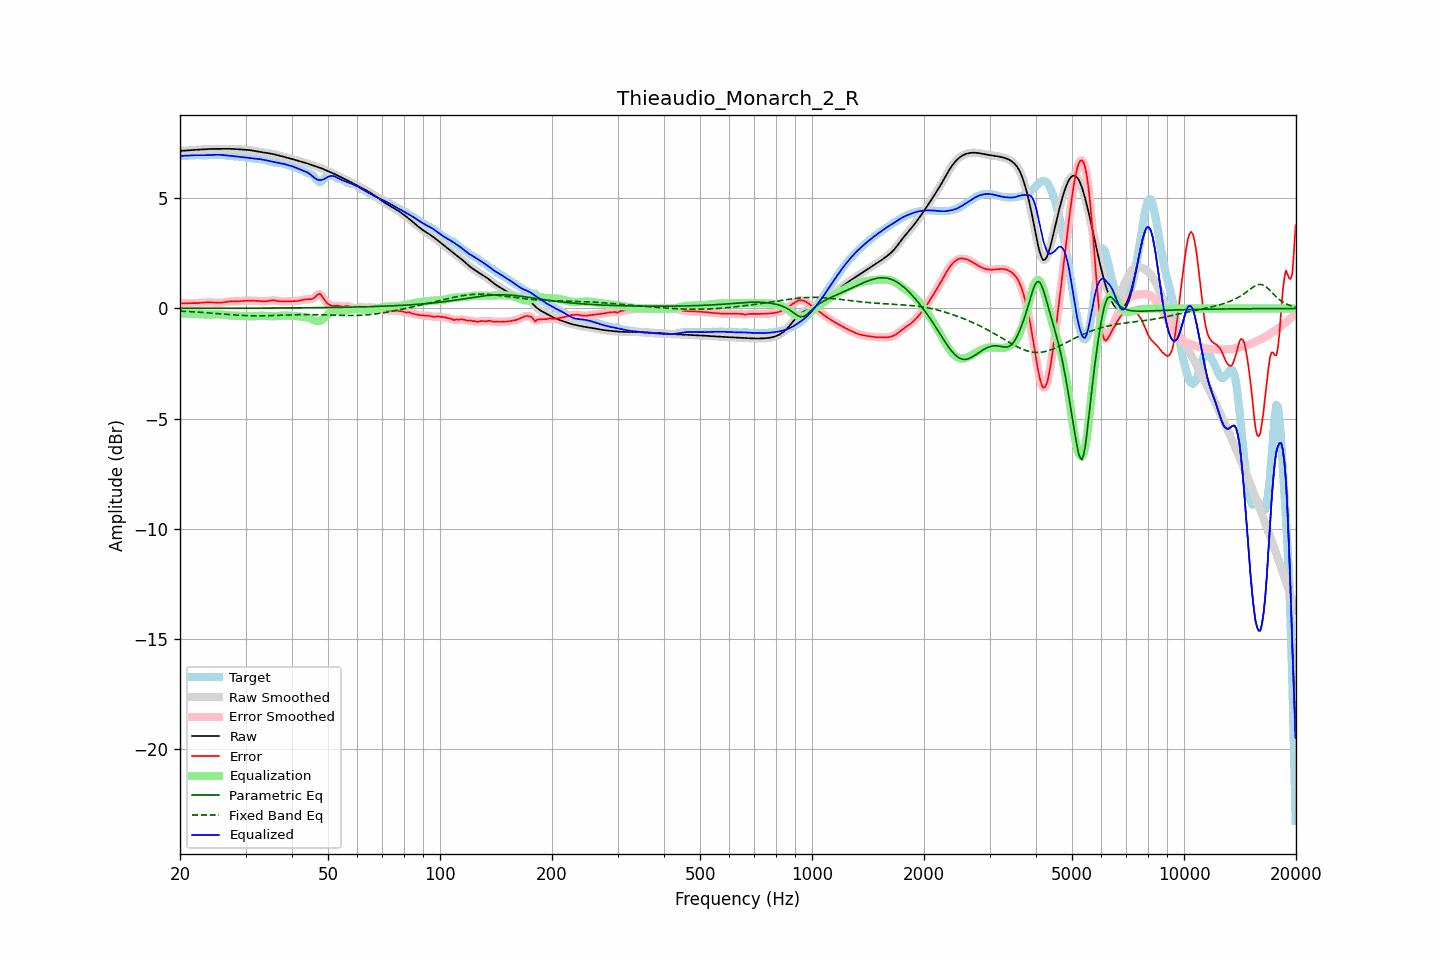 Thieaudio_Monarch_2_R
Amplitude (dBr)
5
0
−5
−10
−15
−20
Target
Raw Smoothed
Error Smoothed
Raw
Error
Equalization
Parametric Eq
Fixed Band Eq
Equalized
20 50 100 200 500 1000 2000 5000 10000 20000
Frequency (Hz)